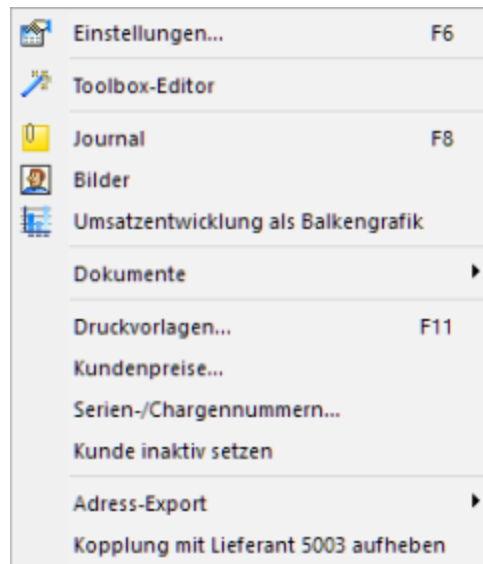 Einstellungen... F6
Toolbox-Editor
Journal F8
Bilder
Umsatzentwicklung als Balkengrafik
Dokumente
Druckvorlagen... F11
Kundenpreise...
Serien-/Chargennummern...
Kunde inaktiv setzen
Adress-Export
Kopplung mit Lieferant 5003 aufheben